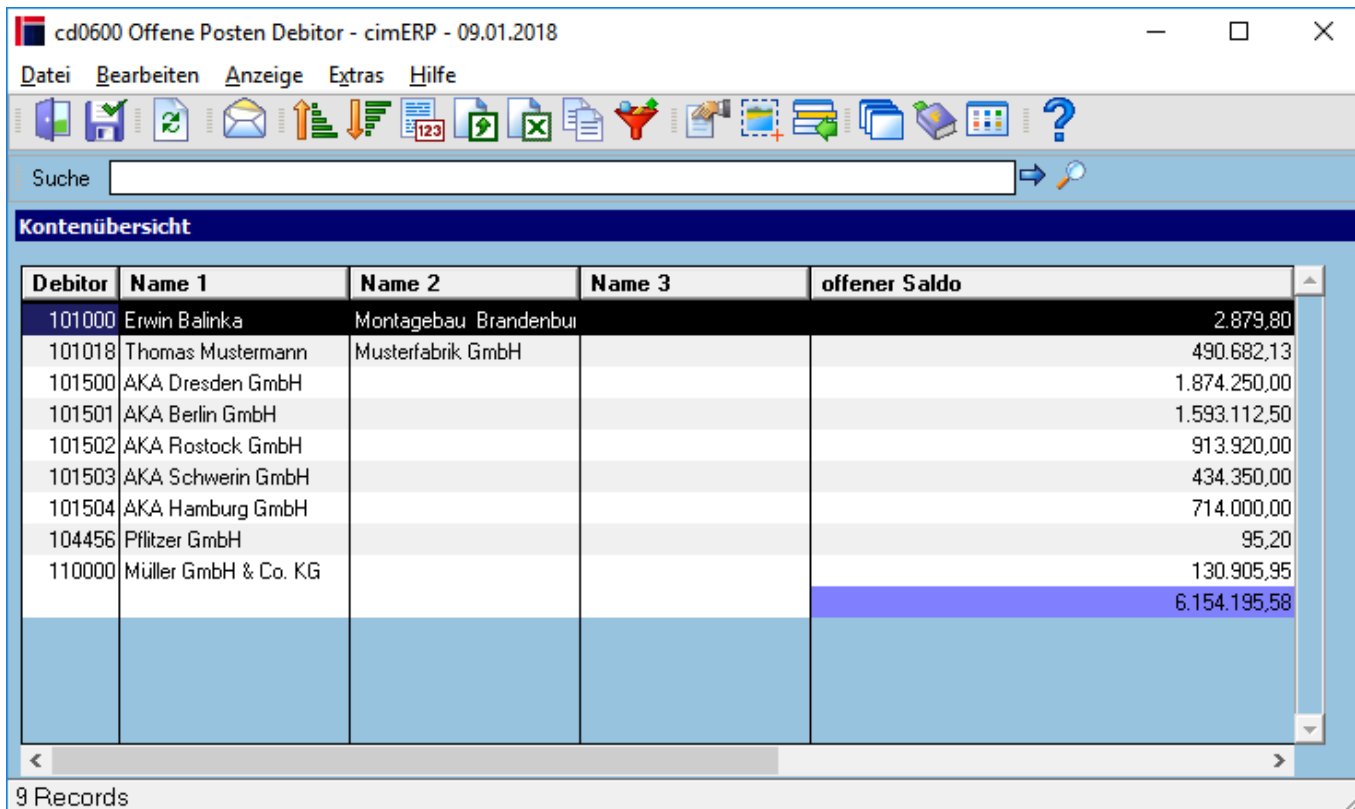 cd0600 Offene Posten Debitor - cimERP - 09.01.2018
Datei Bearbeiten Anzeige Extras Hilfe
123
Suche
Kontenübersicht
Debitor Name 1 Name 2 Name 3 offener Saldo
101000 Erwin Balinka Montagebau Brandenbur 2.879,80
101018 Thomas Mustermann Musterfabrik GmbH 490.682,13
101500 AKA Dresden GmbH 1.874.250,00
101501 AKA Berlin GmbH 1.593.112,50
101502 AKA Rostock GmbH 913.920,00
101503 AKA Schwerin GmbH 434.350,00
101504 AKA Hamburg GmbH 714.000,00
104456 Pflitzer GmbH 95,20
110000 Müller GmbH & Co. KG 130.905,95
6.154.195,58
9 Records